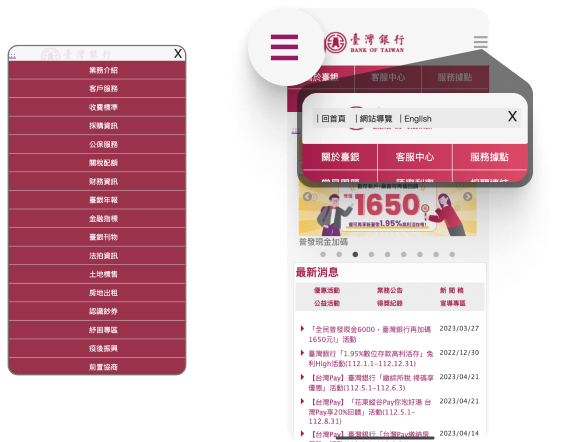 臺灣銀行
X
業務介紹
客戶服務
收費標準
採購資訊
公保服務
關稅配額
財務資訊
臺銀年報
金融指標
臺銀刊物
法拍資訊
土地標售
房地出租
認識鈔券
紓困專區
疫後振興
前置協商
臺灣銀行
BANK OF TAIWAN
關於臺銀 客服中心 服務據點
|回首頁 |網站導覽 |English X
關於臺銀 客服中心 服務據點
1650
1.95%
普發現金加碼
最新消息
優惠活動 業務公告 新 聞 稿
公益活動 得獎紀錄 宣導專區
「全民普發現金6000，臺灣銀行再加碼 2023/03/27
1650元!」活動
臺灣銀行「1.95%數位存款高利活存」兔 2022/12/30
利High活動(112.1.1~112.12.31)
【台灣Pay】臺灣銀行「繳綜所稅 掃碼享 2023/04/21
優惠」活動(112.5.1~112.6.3)
【台灣Pay】「花東縱谷Pay你泡好湯 台 2023/04/21
灣Pay享20%回饋」活動(112.5.1~
112.8.31)
【台灣Pay】臺灣銀行「台灣Pay繳納房 2023/04/14